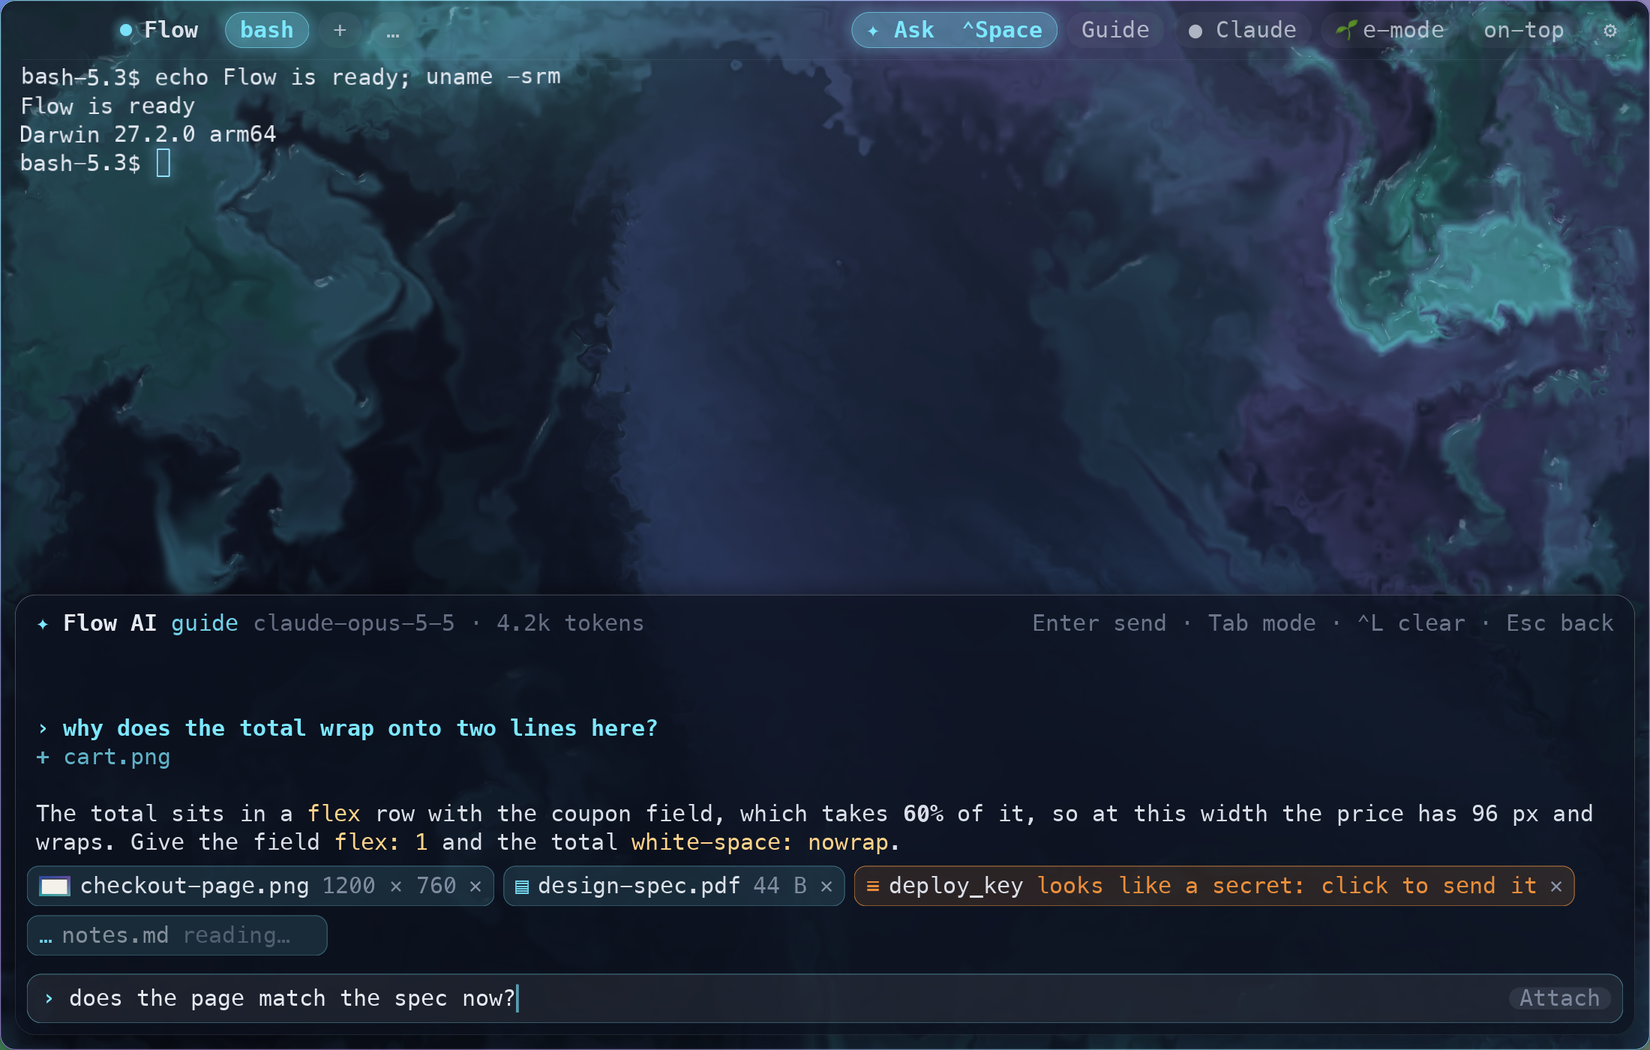 ● Flow bash + … ✦ Ask ^Space Guide ● Claude 🌱 e-mode on-top ⚙
bash-5.3$ echo Flow is ready; uname -srm
Flow is ready
Darwin 27.2.0 arm64
bash-5.3$
✦ Flow AI guide claude-opus-5-5 · 4.2k tokens Enter send · Tab mode · ^L clear · Esc back
› why does the total wrap onto two lines here?
+ cart.png
The total sits in a flex row with the coupon field, which takes 60% of it, so at this width the price has 96 px and
wraps. Give the field flex: 1 and the total white-space: nowrap.
checkout-page.png 1200 × 760 × ▤ design-spec.pdf 44 B × ≡ deploy_key looks like a secret: click to send it ×
… notes.md reading…
› does the page match the spec now? Attach